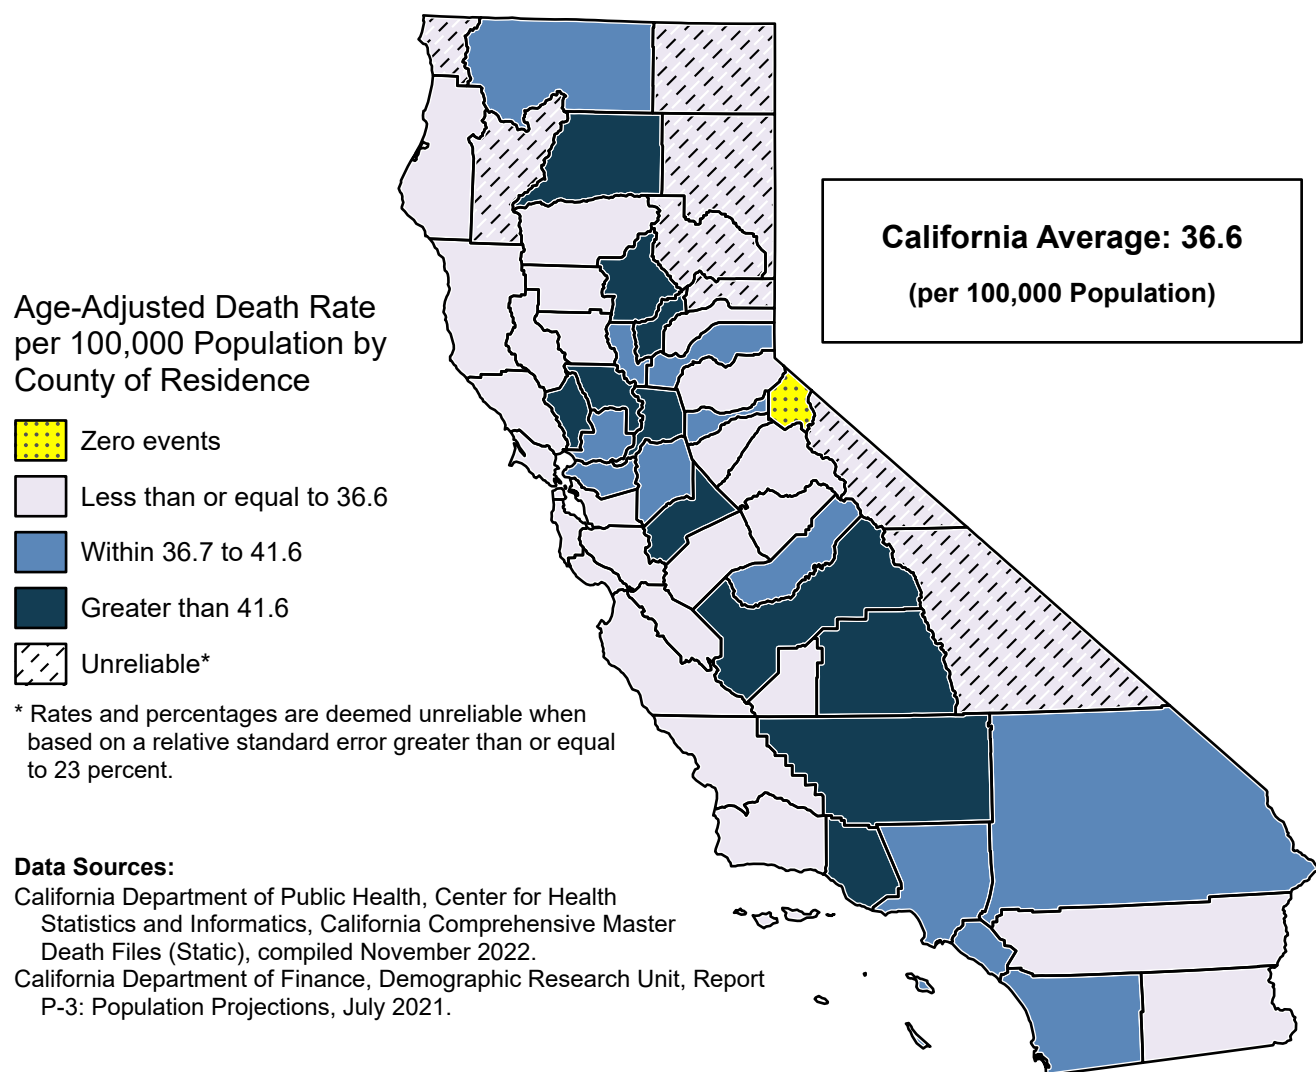 California Average: 36.6
(per 100,000 Population)
Age-Adjusted Death Rate
per 100,000 Population by
County of Residence
Zero events
Less than or equal to 36.6
Within 36.7 to 41.6
Greater than 41.6
Unreliable*
* Rates and percentages are deemed unreliable when
based on a relative standard error greater than or equal
to 23 percent.
Data Sources:
California Department of Public Health, Center for Health
Statistics and Informatics, California Comprehensive Master
Death Files (Static), compiled November 2022.
California Department of Finance, Demographic Research Unit, Report
P-3: Population Projections, July 2021.